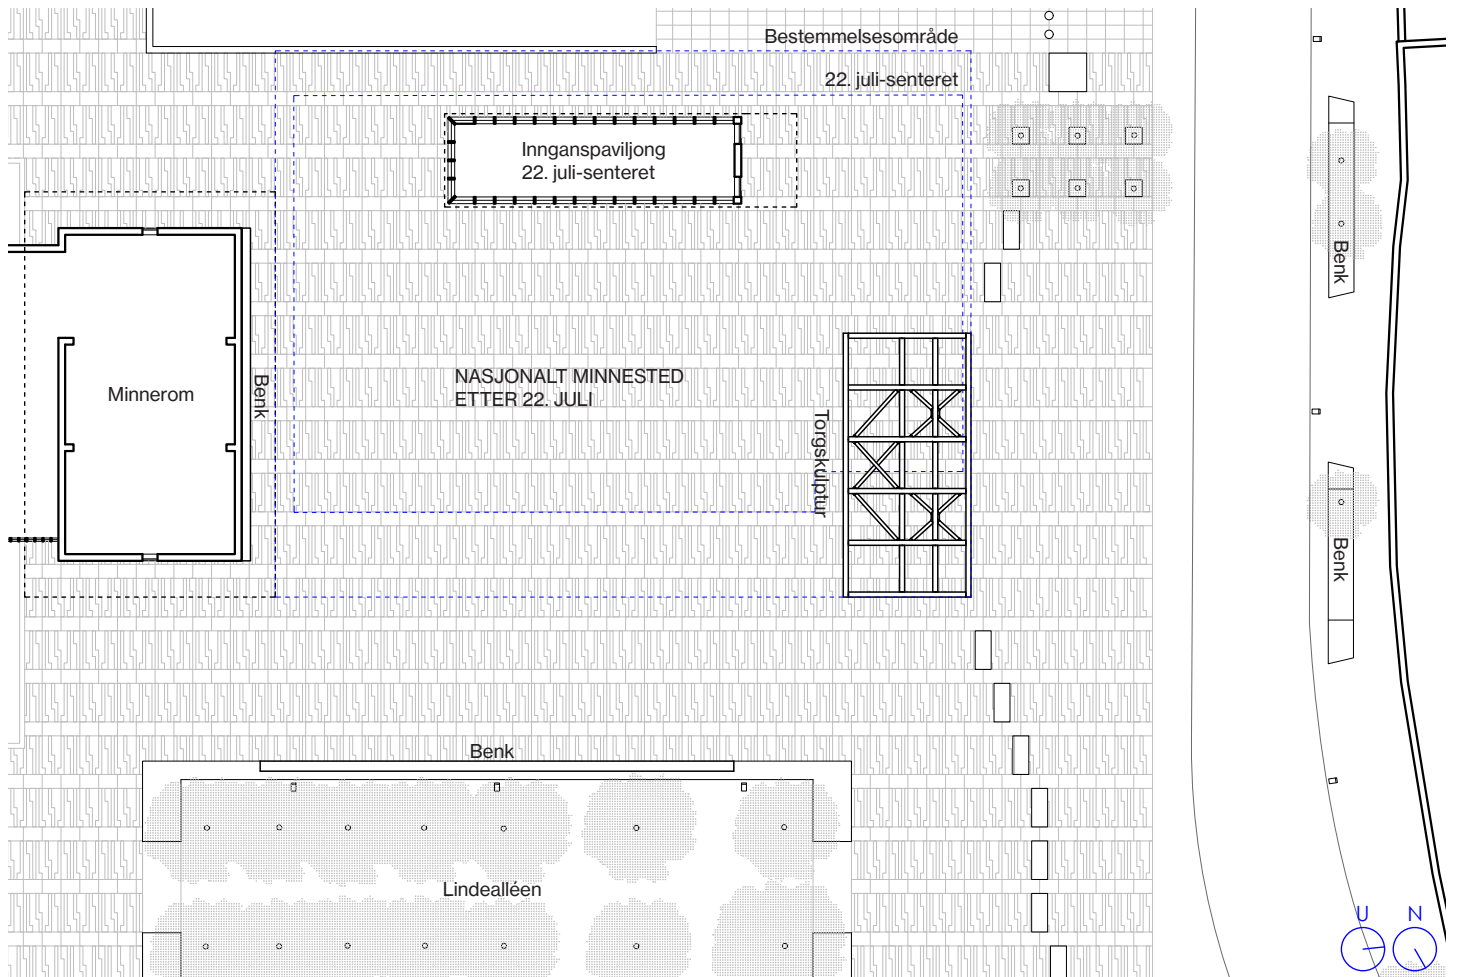 Bestemmelsesområde
22. juli-senteret
Innganspaviljong
22. juli-senteret
Benk
Minnerom
Benk
NASJONALT MINNESTED
ETTER 22. JULI
Torgskulptur
Benk
Benk
Lindealléen
U N